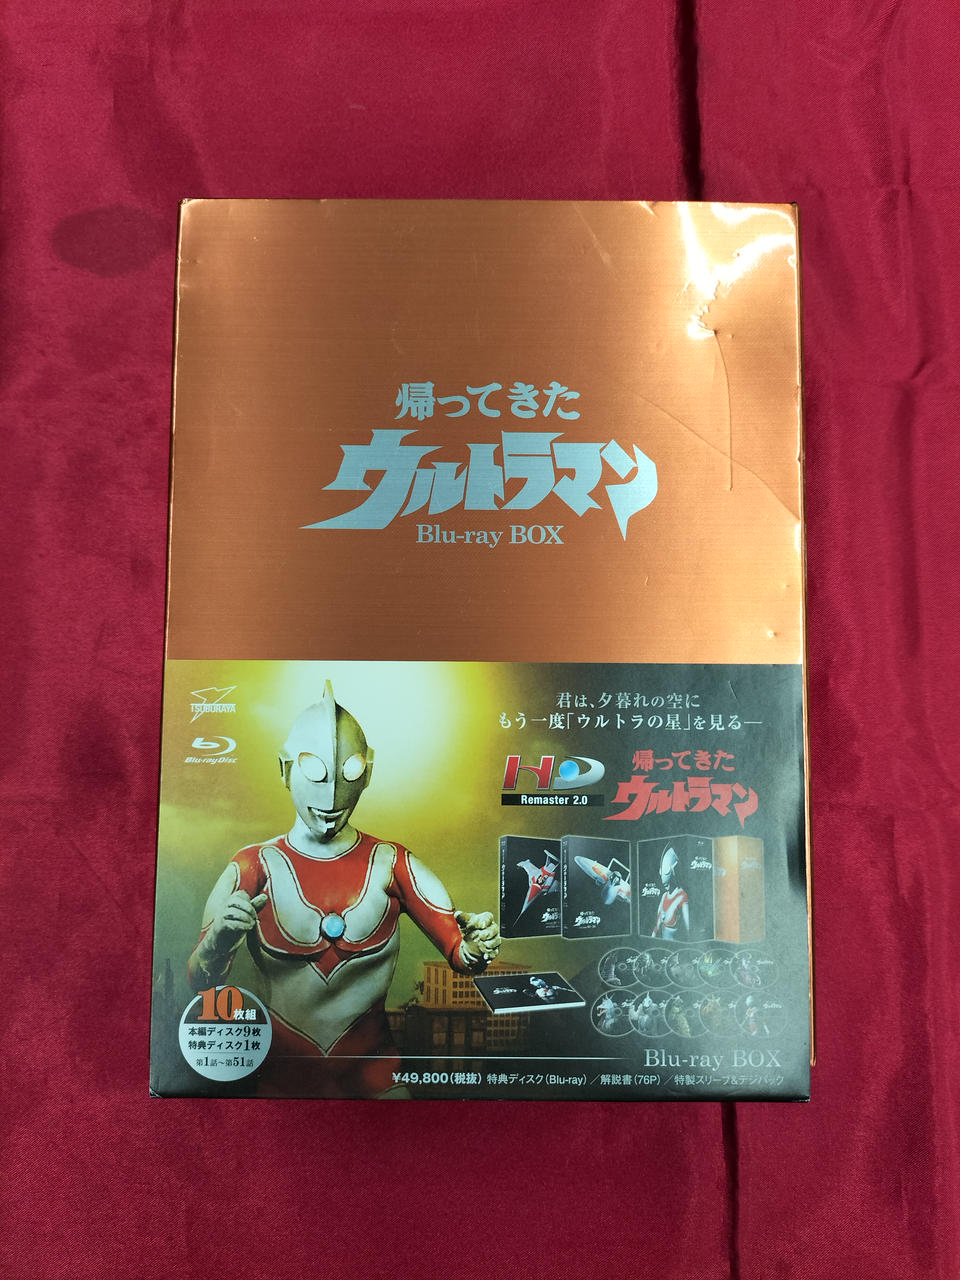 帰ってきた
ウルトラマン
Blu-ray BOX
TSUBURAYA
Blu-ray Disc
君は、夕暮れの空に
もう一度「ウルトラの星」を見る―
HD
Remaster 2.0
帰ってきた
ウルトラマン
10枚組
本編ディスク9枚
特典ディスク1枚
第1話～第51話
Blu-ray BOX
¥49,800(税抜) 特典ディスク(Blu-ray)／解説書(76P)／特製スリーブ&デジパック